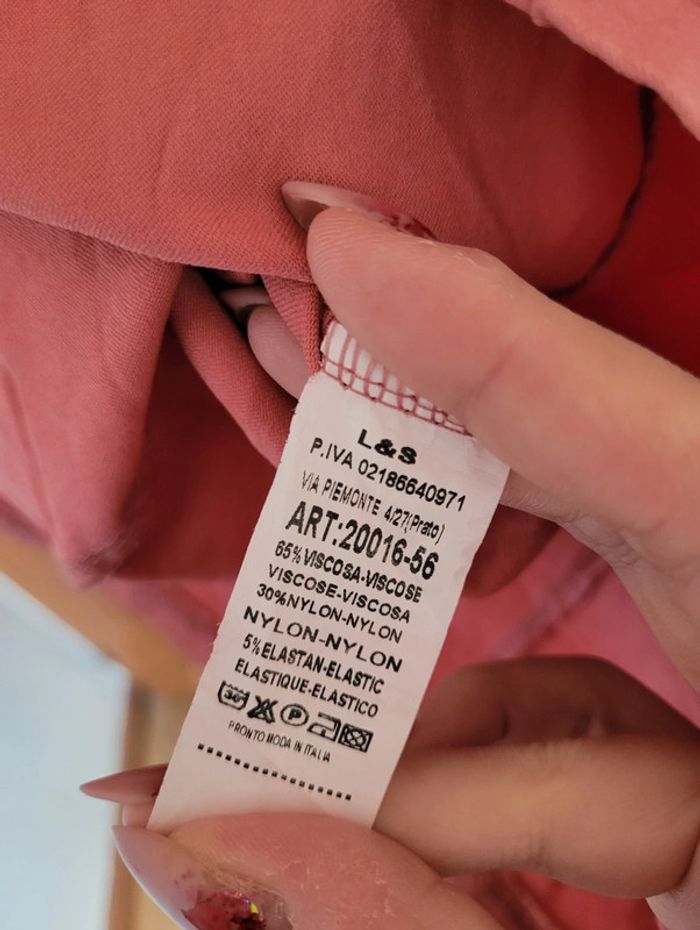 L&S
P.IVA 02186640971
VIA PIEMONTE 4/27(Prato)
ART:20016-56
65%VISCOSA-VISCOSE
VISCOSE-VISCOSA
30%NYLON-NYLON
NYLON-NYLON
5%ELASTAN-ELASTIC
ELASTIQUE-ELASTICO
30° P
PRONTO MODA IN ITALIA